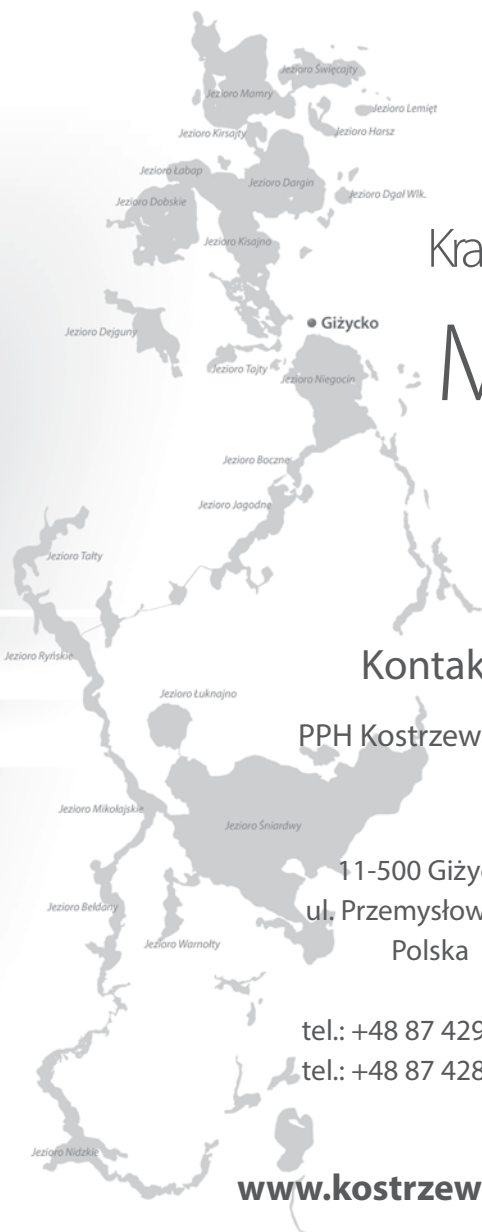 Jezioro Święcajty
Jezioro Mamry
Jezioro Lemięt
Jezioro Kirsajty
Jezioro Harsz
Jezioro Łabap
Jezioro Dargin
Jezioro Dgał Wlk.
Jezioro Dobskie
Jezioro Kisajno
Kra
M
Giżycko
Jezioro Dejguny
Jezioro Tajty
Jezioro Niegocin
Jezioro Boczne
Jezioro Jagodne
Jezioro Tałty
Jezioro Ryńskie
Kontak
Jezioro Łuknajno
PPH Kostrzew
Jezioro Mikołajskie
Jezioro Śniardwy
11-500 Giży
ul. Przemysłow
Polska
Jezioro Bełdany
Jezioro Warnołty
tel.: +48 87 429
tel.: +48 87 428
Jezioro Nidzkie
www.kostrzew